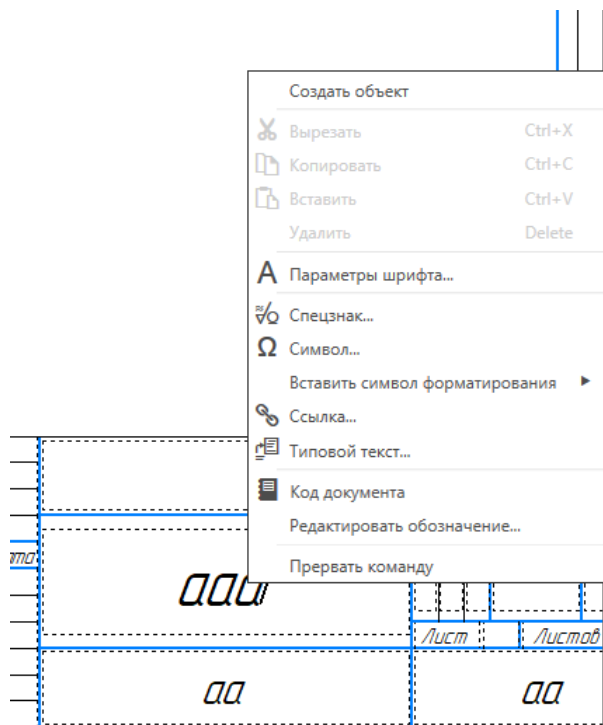 Создать объект
Вырезать Ctrl+X
Копировать Ctrl+C
Вставить Ctrl+V
Удалить Delete
Параметры шрифта...
Спецзнак...
Символ...
Вставить символ форматирования
Ссылка...
Типовой текст...
Код документа
Редактировать обозначение...
Прервать команду
ааа
Лист Листов
аа аа